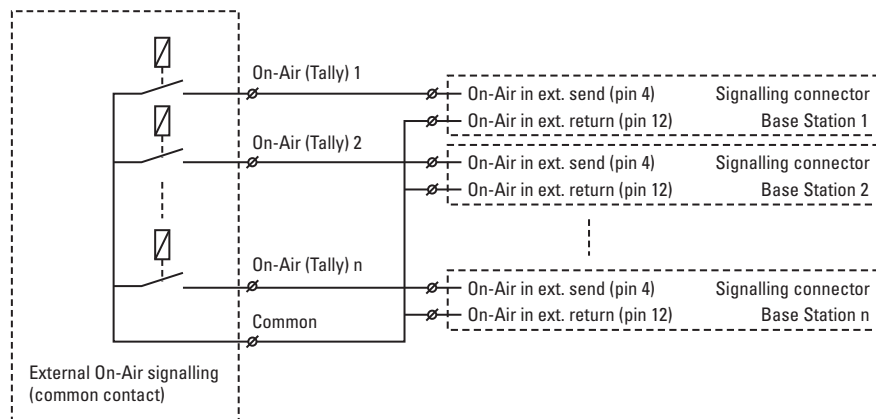 On-Air (Tally) 1
On-Air in ext. send (pin 4) Signalling connector
On-Air in ext. return (pin 12) Base Station 1
On-Air (Tally) 2
On-Air in ext. send (pin 4) Signalling connector
On-Air in ext. return (pin 12) Base Station 2
On-Air (Tally) n
On-Air in ext. send (pin 4) Signalling connector
On-Air in ext. return (pin 12) Base Station n
Common
External On-Air signalling
(common contact)